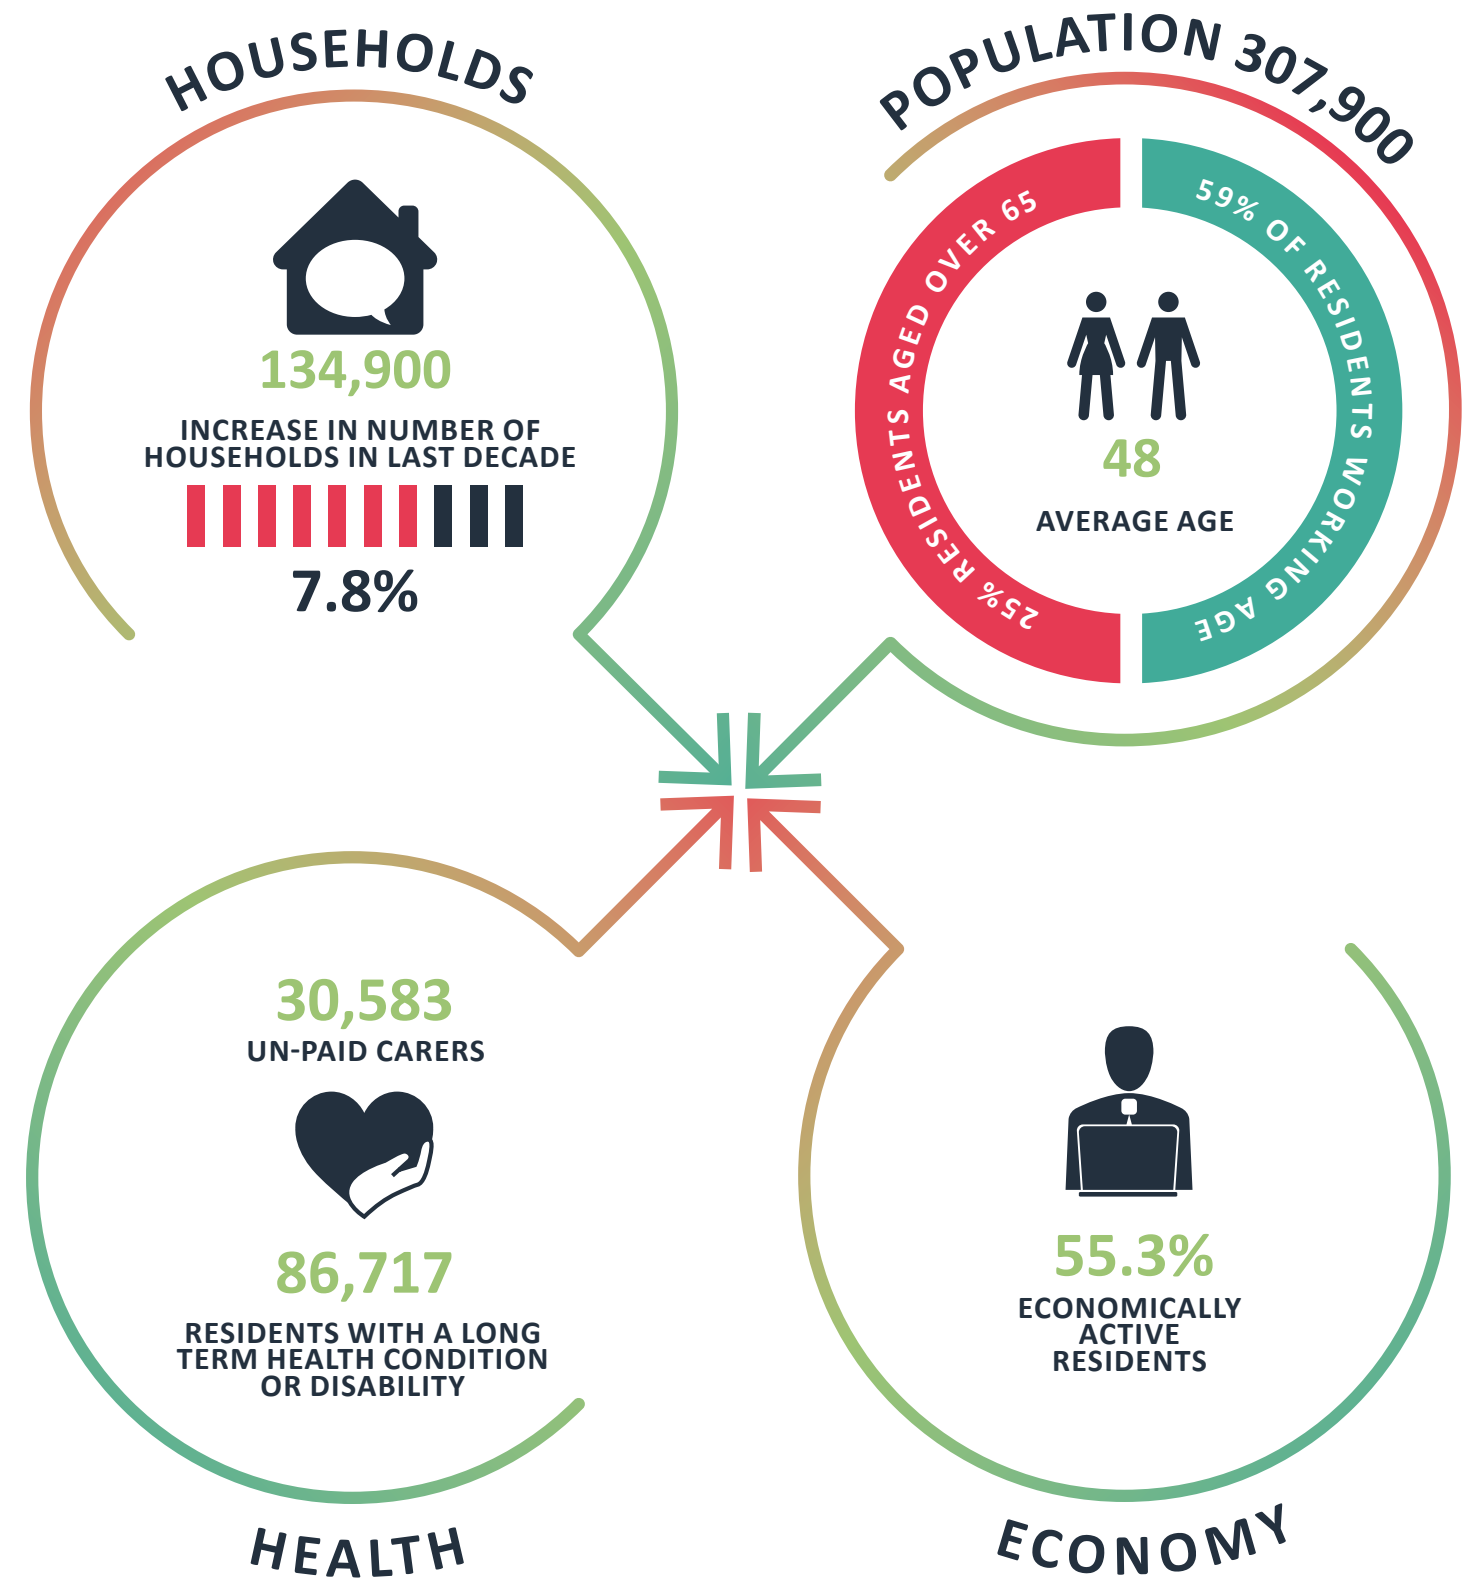 HOUSEHOLDS
134,900
INCREASE IN NUMBER OF
HOUSEHOLDS IN LAST DECADE
7.8%
POPULATION 307,900
25% RESIDENTS AGED OVER 65
59% OF RESIDENTS WORKING AGE
48
AVERAGE AGE
30,583
UN-PAID CARERS
86,717
RESIDENTS WITH A LONG
TERM HEALTH CONDITION
OR DISABILITY
HEALTH
55.3%
ECONOMICALLY
ACTIVE
RESIDENTS
ECONOMY